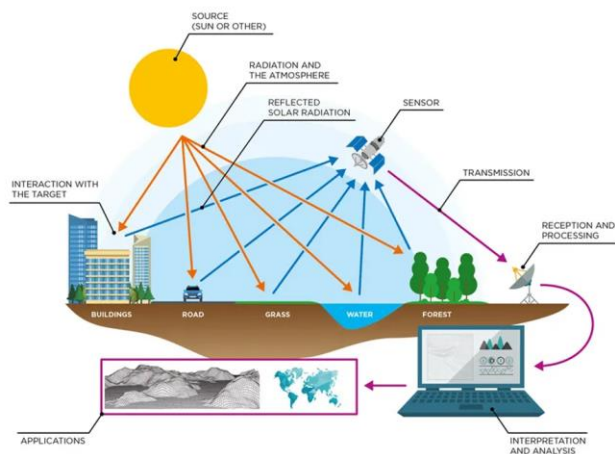 SOURCE
(SUN OR OTHER)
RADIATION AND
THE ATMOSPHERE
REFLECTED
SOLAR RADIATION
SENSOR
TRANSMISSION
INTERACTION WITH
THE TARGET
RECEPTION AND
PROCESSING
BUILDINGS
ROAD
GRASS
WATER
FOREST
APPLICATIONS
INTERPRETATION
AND ANALYSIS